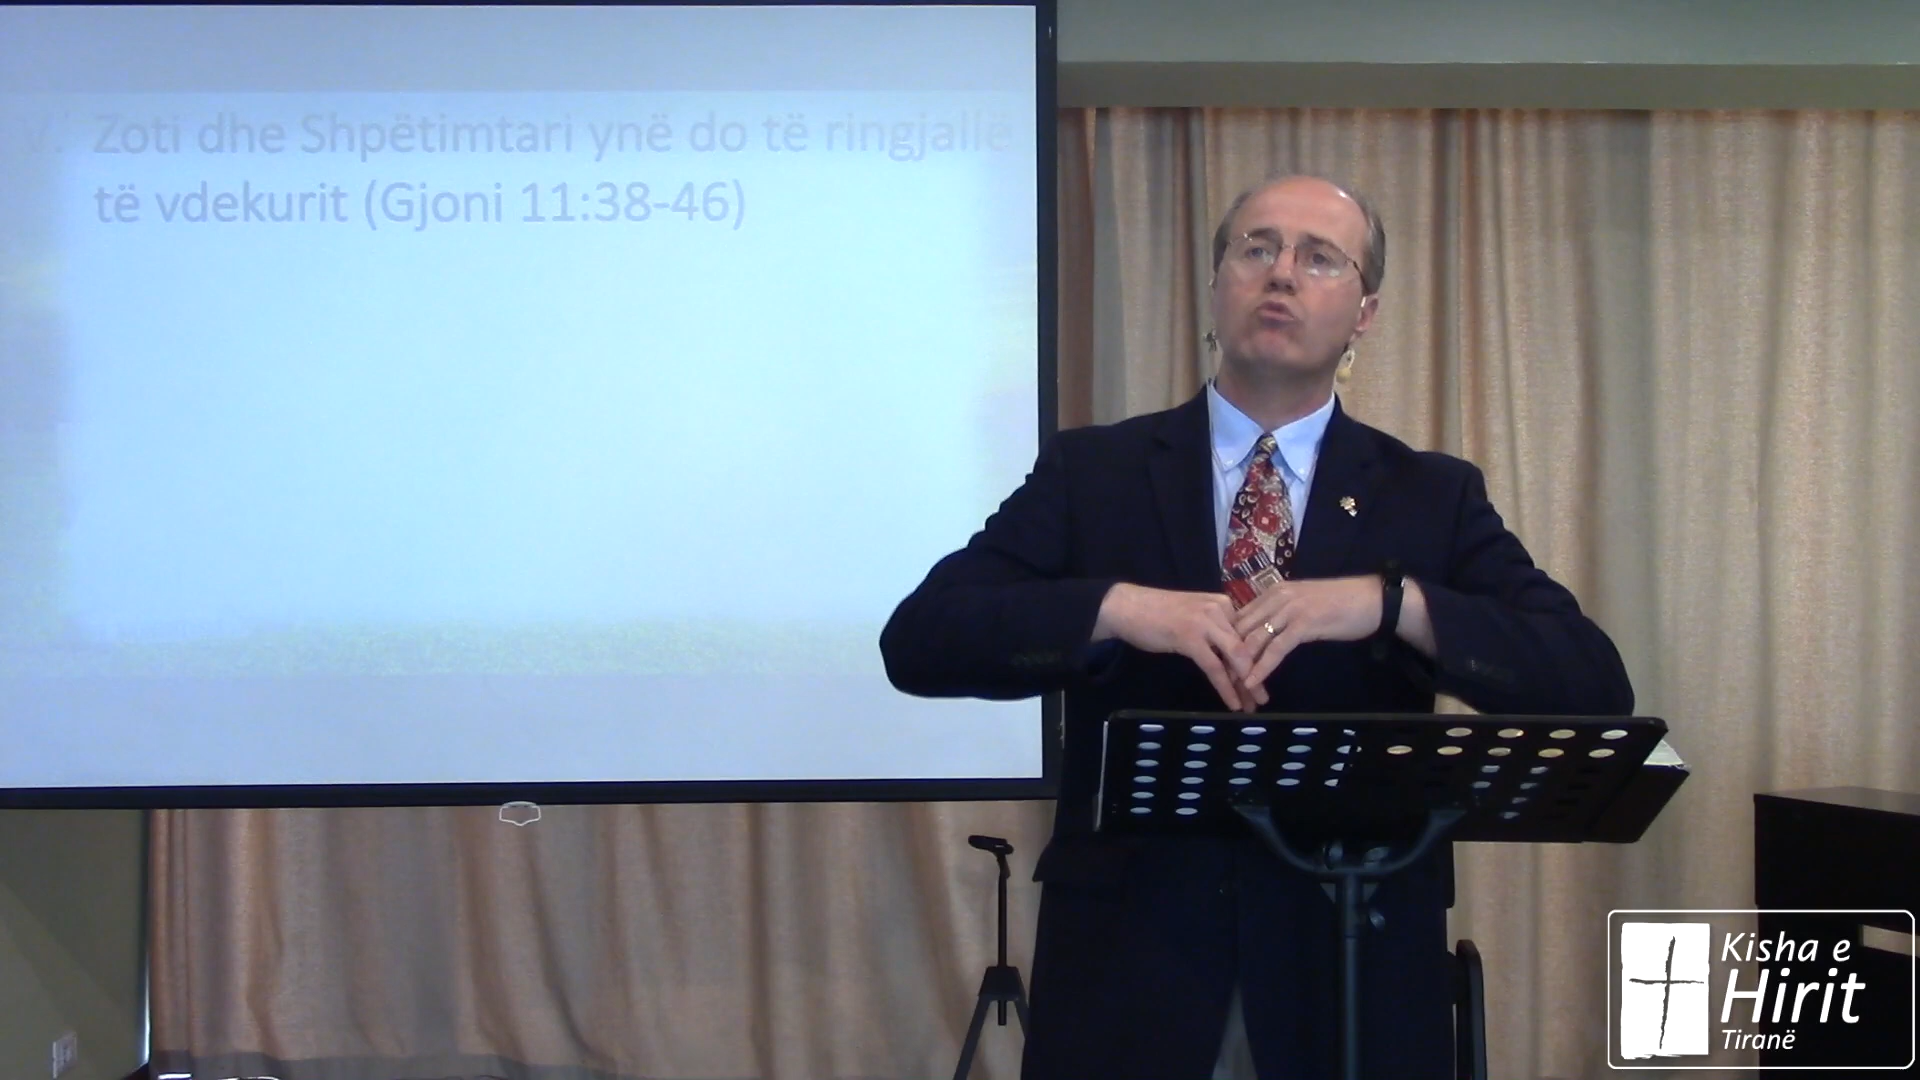 Zoti dhe Shpëtimtari ynë do të ringjallë
të vdekurit (Gjoni 11:38-46)
Kisha e
Hirit
Tiranë